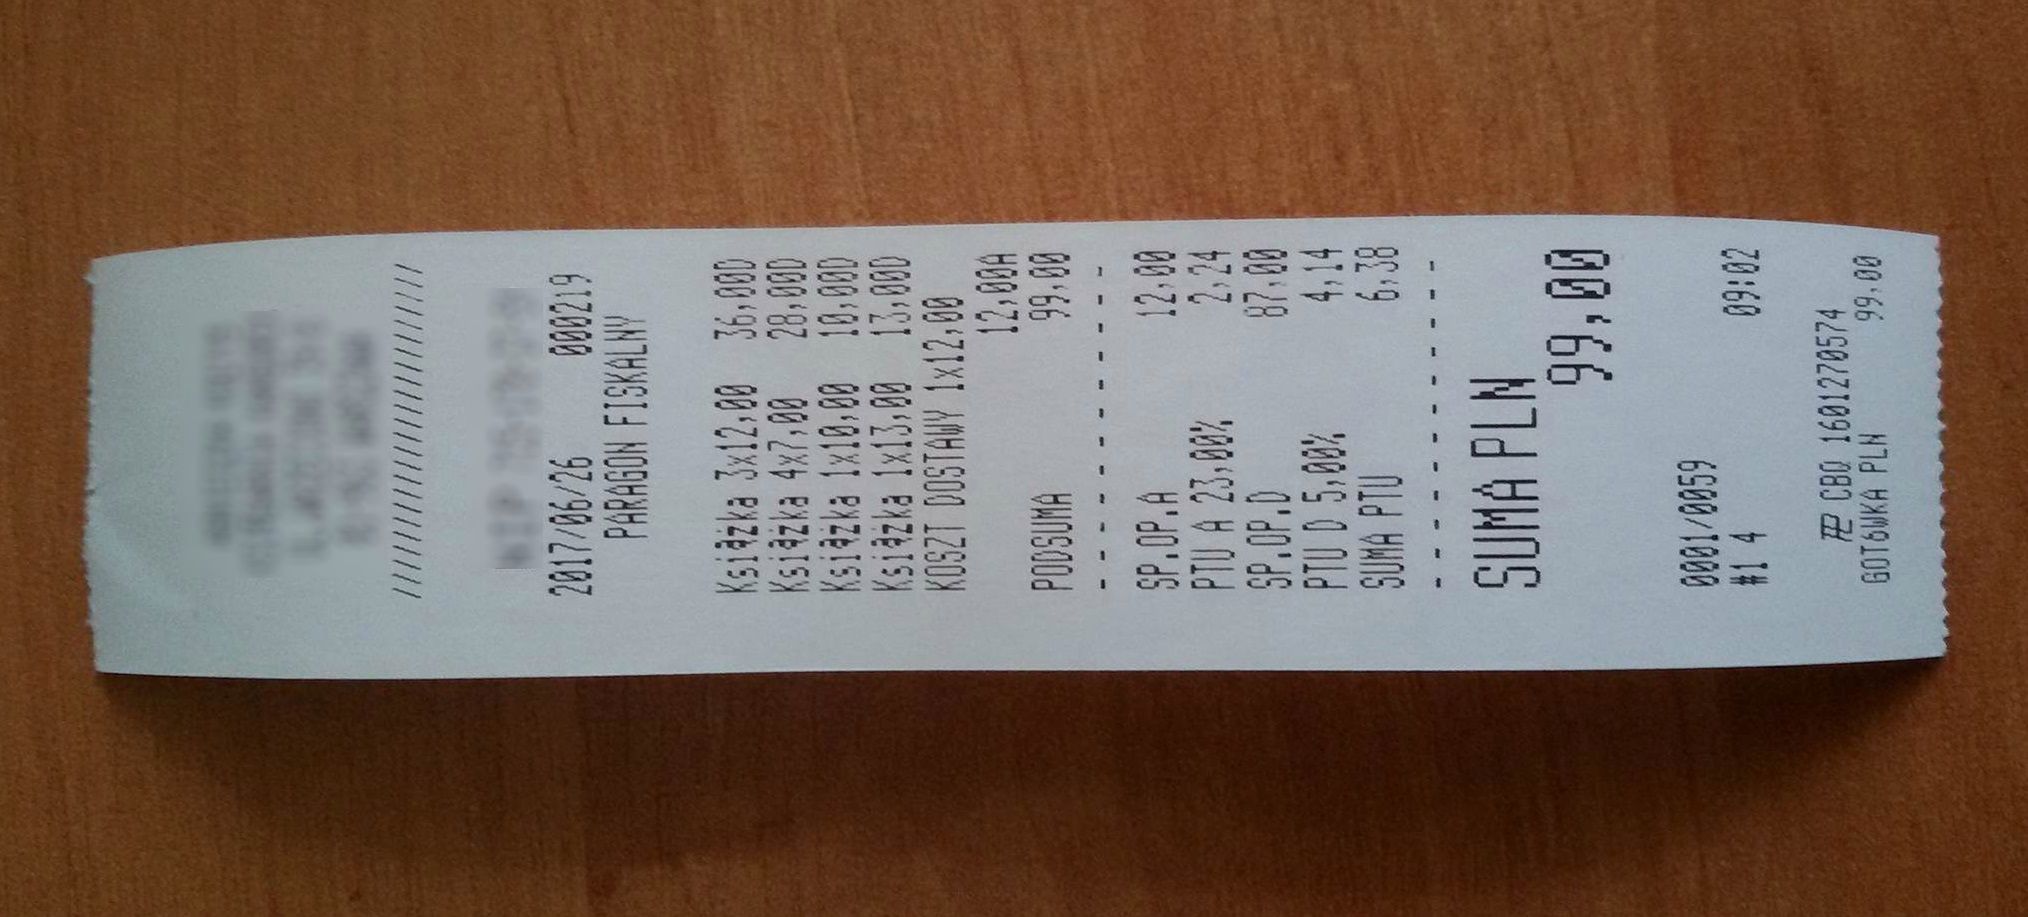 ////////////////////////
NIP
2017/06/26 000219
PARAGON FISKALNY
Książka 3x12,00 36,00D
Książka 4x7,00 28,00D
Książka 1x10,00 10,00D
Książka 1x13,00 13,00D
KOSZT DOSTAWY 1x12,00
12,00A
PODSUMA 99,00
- - - - - - - - - - - - -
SP.OP.A 12,00
PTU A 23,00% 2,24
SP.OP.D 87,00
PTU D 5,00% 4,14
SUMA PTU 6,38
- - - - - - - - - - - - -
SUMA PLN
99,00
0001/0059
#1 4 09:02
CBQ 1601270574
GOTÓWKA PLN 99,00